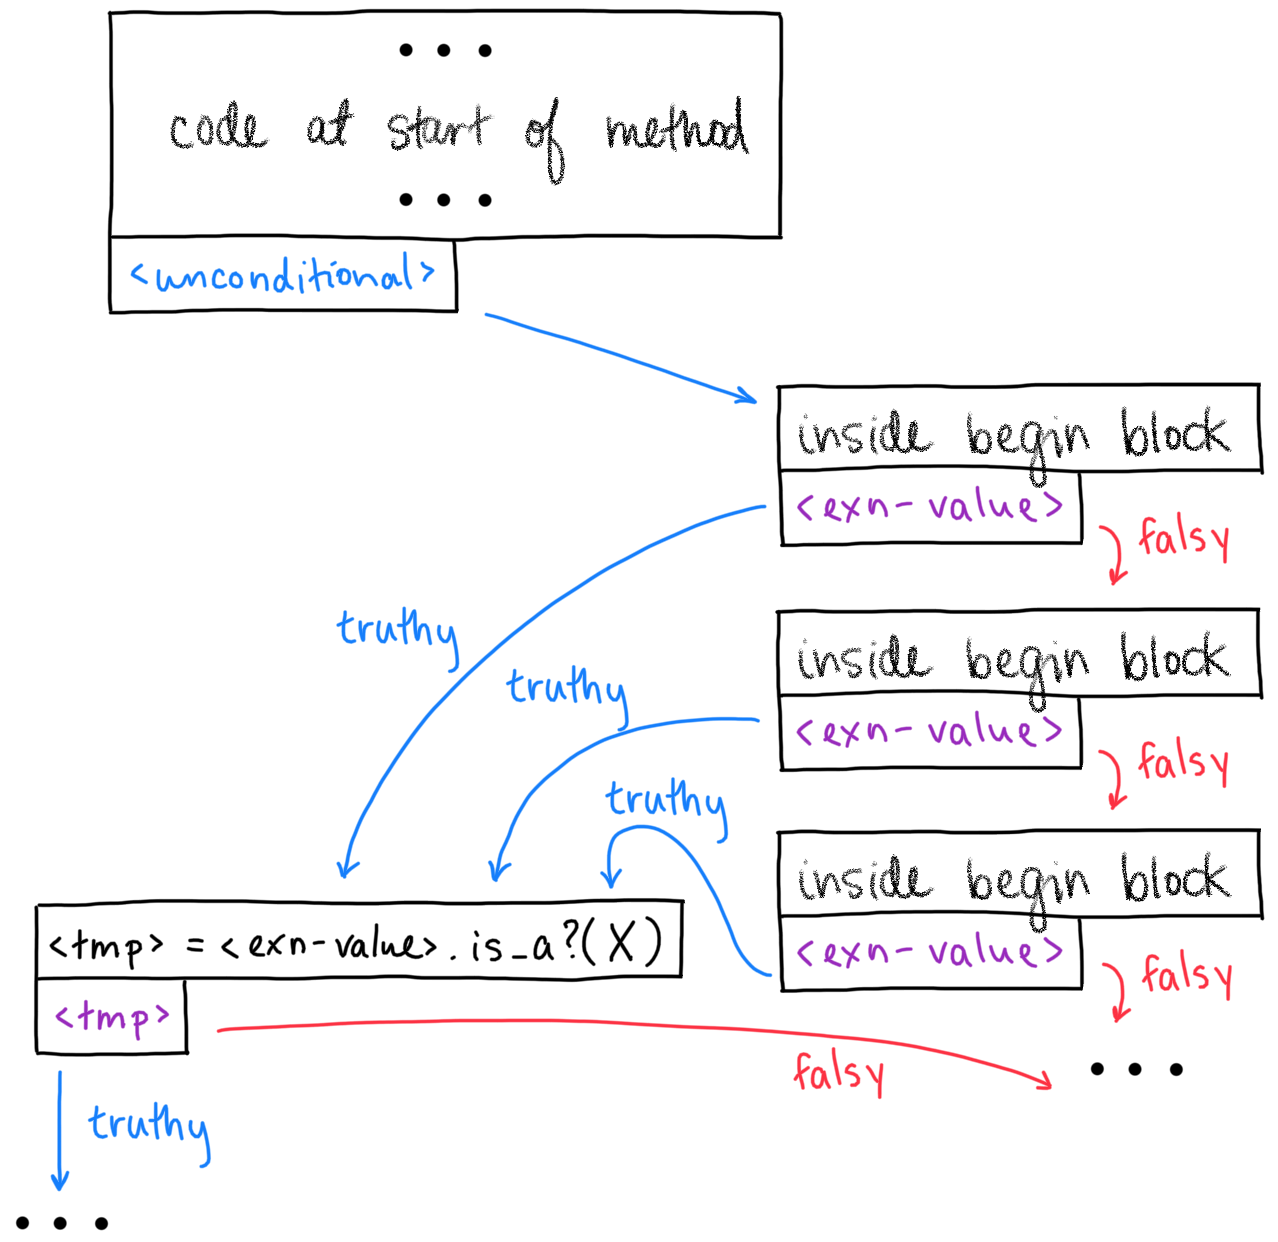 • • •
code at start of method
• • •
<unconditional>
inside begin block
<exn-value>
falsy
truthy
inside begin block
truthy
<exn-value>
falsy
truthy
inside begin block
<tmp> = <exn-value>.is_a?(X)
<exn-value>
falsy
<tmp>
falsy
• • •
truthy
• • •